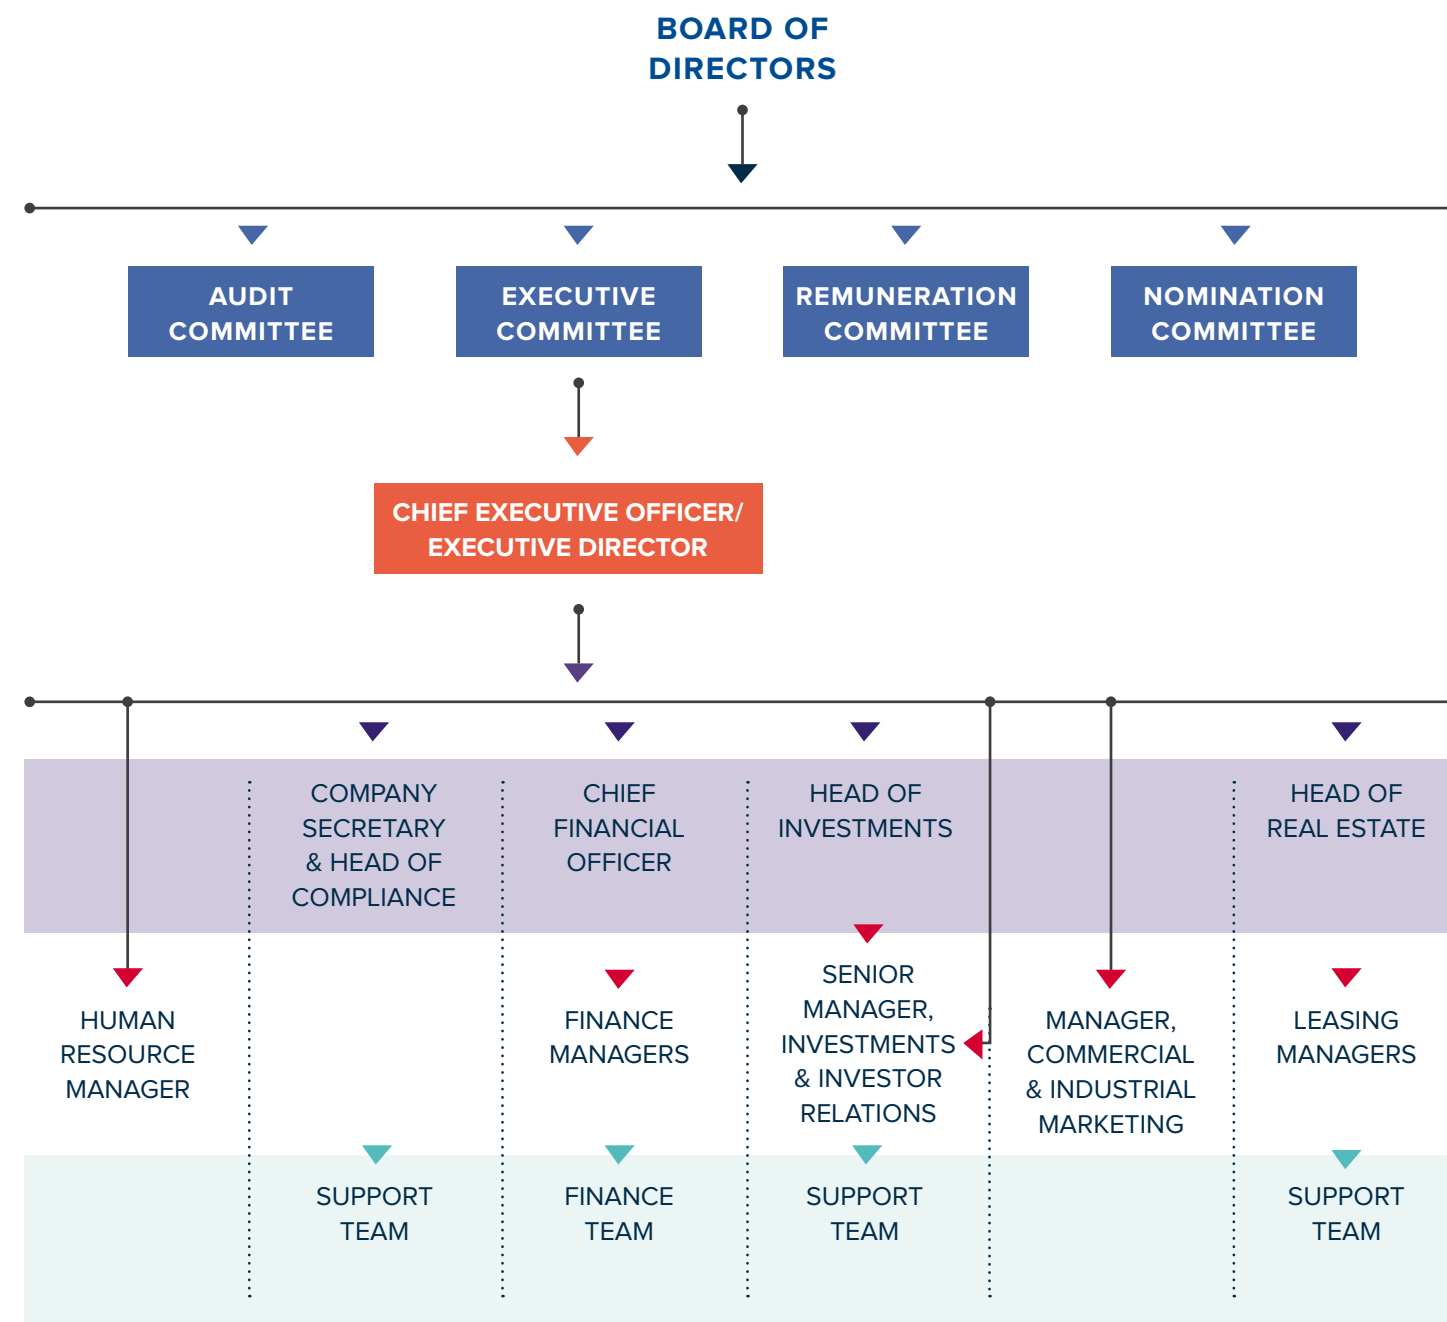 BOARD OF
DIRECTORS
AUDIT
COMMITTEE
EXECUTIVE
COMMITTEE
REMUNERATION
COMMITTEE
NOMINATION
COMMITTEE
CHIEF EXECUTIVE OFFICER/
EXECUTIVE DIRECTOR
COMPANY
SECRETARY
& HEAD OF
COMPLIANCE
CHIEF
FINANCIAL
OFFICER
HEAD OF
INVESTMENTS
HEAD OF
REAL ESTATE
HUMAN
RESOURCE
MANAGER
FINANCE
MANAGERS
SENIOR
MANAGER,
INVESTMENTS
& INVESTOR
RELATIONS
MANAGER,
COMMERCIAL
& INDUSTRIAL
MARKETING
LEASING
MANAGERS
SUPPORT
TEAM
FINANCE
TEAM
SUPPORT
TEAM
SUPPORT
TEAM